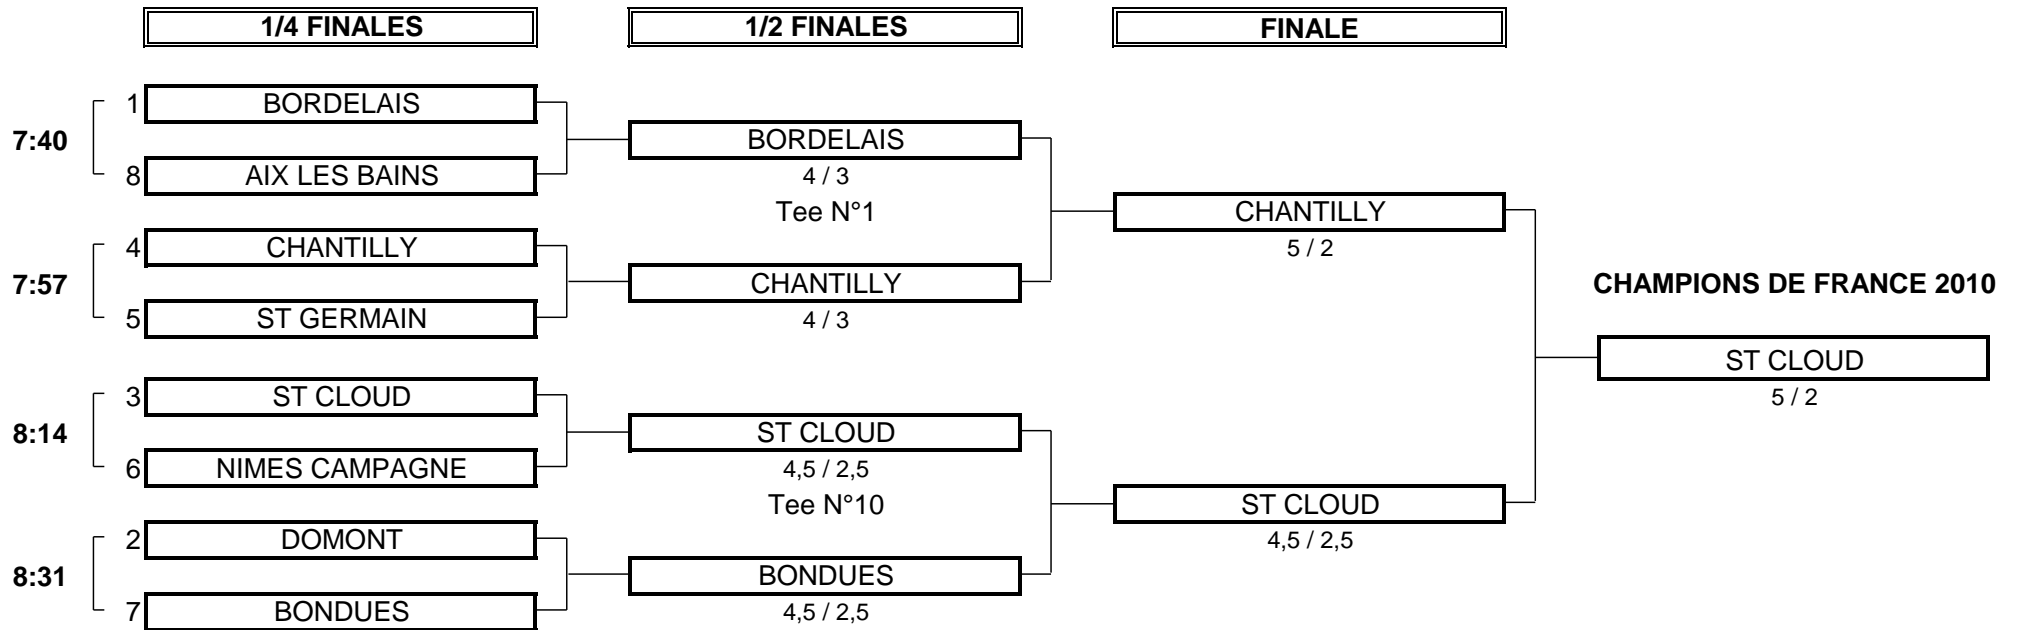 1/4 FINALES
1/2 FINALES
FINALE
7:40
1 BORDELAIS
8 AIX LES BAINS
7:57
4 CHANTILLY
5 ST GERMAIN
8:14
3 ST CLOUD
6 NIMES CAMPAGNE
8:31
2 DOMONT
7 BONDUES
BORDELAIS
4 / 3
Tee N°1
CHANTILLY
4 / 3
ST CLOUD
4,5 / 2,5
Tee N°10
BONDUES
4,5 / 2,5
CHANTILLY
5 / 2
ST CLOUD
4,5 / 2,5
CHAMPIONS DE FRANCE 2010
ST CLOUD
5 / 2